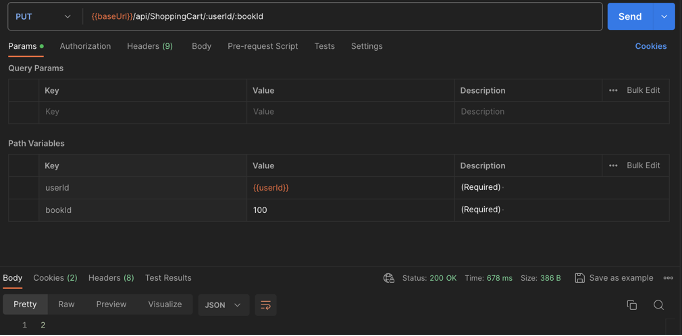 PUT {{baseUrl}}/api/ShoppingCart/:userId/:bookId Send
Params Authorization Headers (9) Body Pre-request Script Tests Settings Cookies
Query Params
Key Value Description ••• Bulk Edit
Key Value Description
Path Variables
Key Value Description ••• Bulk Edit
userId {{userId}} (Required)
bookId 100 (Required)
Body Cookies (2) Headers (8) Test Results Status: 200 OK Time: 678 ms Size: 386 B Save as example •••
Pretty Raw Preview Visualize JSON
1 2